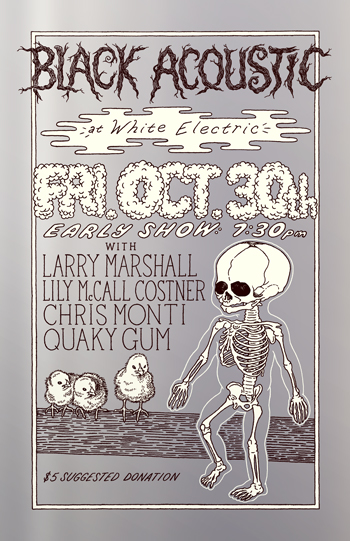 BLACK ACOUSTIC
at White Electric
FRI. OCT. 30th
EARLY SHOW: 7:30pm
WITH
LARRY MARSHALL
LILY McCALL COSTNER
CHRIS MONTI
QUAKY GUM
$5 SUGGESTED DONATION